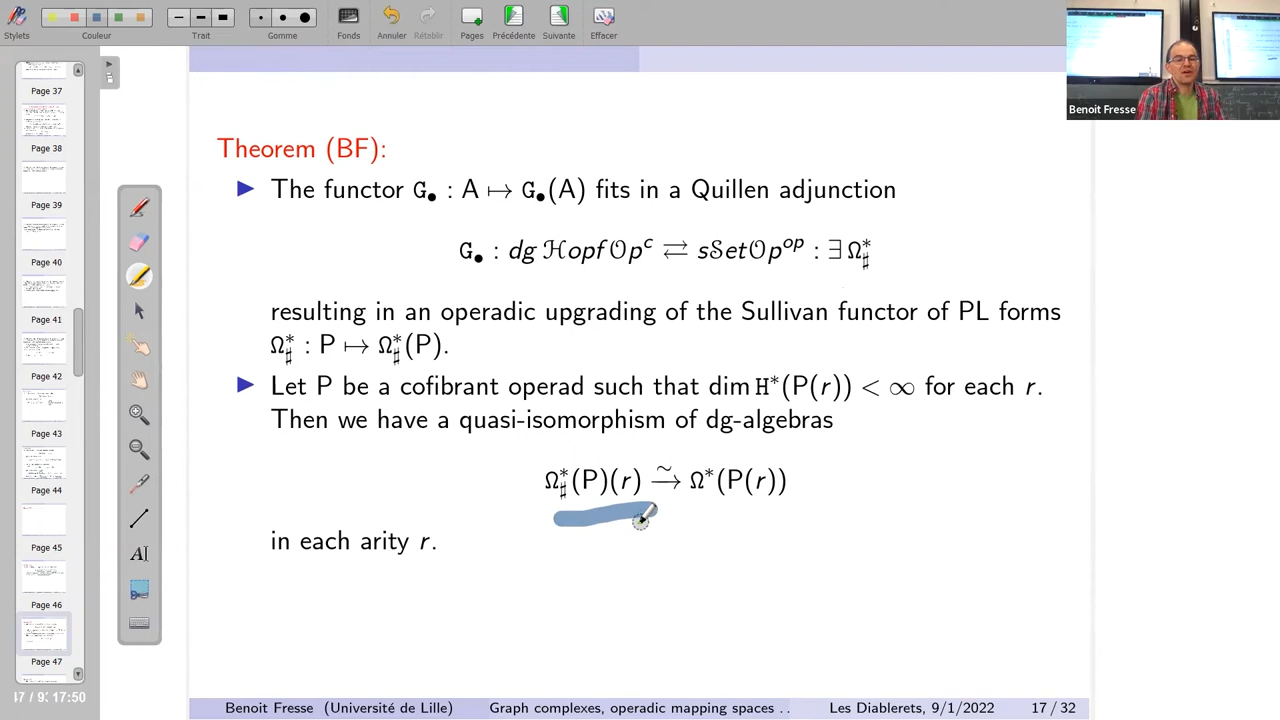 Stylets Couleur Trait Gomme Fonds Annuler Rétablir Pages Précédente Suivante Effacer
Benoit Fresse
Page 37
Page 38
Page 39
Page 40
Page 41
Page 42
Page 43
Page 44
Page 45
Page 46
Page 47
17:50
Theorem (BF):
The functor G• : A ↦ G•(A) fits in a Quillen adjunction
G• : dg HopfOp^c ⇄ sSetOp^op : ∃ Ω*_♯
resulting in an operadic upgrading of the Sullivan functor of PL forms
Ω*_♯ : P ↦ Ω*_♯(P).
Let P be a cofibrant operad such that dim H*(P(r)) < ∞ for each r.
Then we have a quasi-isomorphism of dg-algebras
Ω*_♯(P)(r) →~ Ω*(P(r))
in each arity r.
Benoit Fresse (Université de Lille) Graph complexes, operadic mapping spaces . . Les Diablerets, 9/1/2022 17 / 32